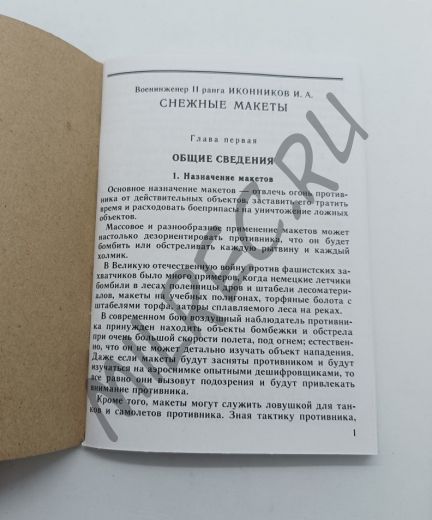 Военинженер II ранга ИКОННИКОВ И. А.
СНЕЖНЫЕ МАКЕТЫ
Глава первая
ОБЩИЕ СВЕДЕНИЯ
1. Назначение макетов
Основное назначение макетов — отвлечь огонь против-
ника от действительных объектов, заставить его тратить
время и расходовать боеприпасы на уничтожение ложных
объектов.
Массовое и разнообразное применение макетов может
настолько дезориентировать противника, что он будет
бомбить или обстреливать каждую рытвину и каждый
холмик.
В Великую отечественную войну против фашистских за-
хватчиков было много примеров, когда немецкие летчики
бомбили в лесах поленницы дров и штабели лесоматери-
алов, макеты на учебных полигонах, торфяные болота с
штабелями торфа, заторы сплавляемого леса на реках.
В современном бою воздушный наблюдатель противни-
ка принужден находить объекты бомбежки и обстрела
при очень большой скорости полета, под огнем; естествен-
но, что он не может детально изучать объект нападения.
Даже если макеты будут засняты противником и будут
изучаться на аэроснимке опытными дешифровщиками, то
все равно они вызовут подозрения и будут привлекать
внимание противника.
Кроме того, макеты могут служить ловушкой для тан-
ков и самолетов противника. Зная тактику противника,
1
MILREC.RU